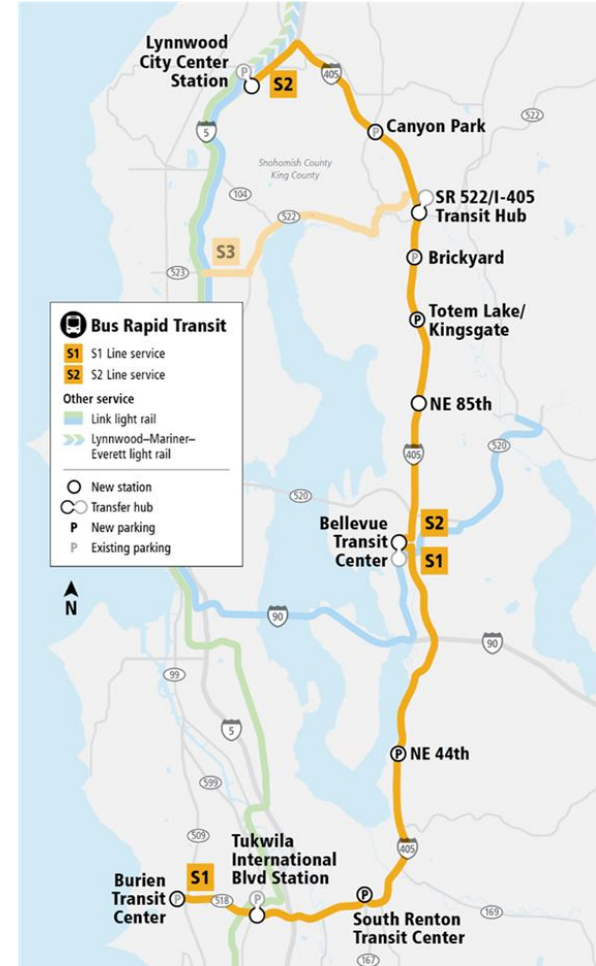 Lynnwood
City Center
Station
P
S2
405
5
Canyon Park
P
522
Snohomish County
King County
104
SR 522/I-405
Transit Hub
522
S3
523
Brickyard
P
Totem Lake/
Kingsgate
P
Bus Rapid Transit
S1 S1 Line service
S2 S2 Line service
Other service
Link light rail
Lynnwood–Mariner–
Everett light rail
New station
Transfer hub
P New parking
P Existing parking
N
NE 85th
405
520
520
Bellevue
Transit
Center
S2
S1
90
90
99
5
NE 44th
P
599
509
405
Tukwila
International
Blvd Station
P
S1
518
Burien
Transit
Center
P
P
South Renton
Transit Center
169
167